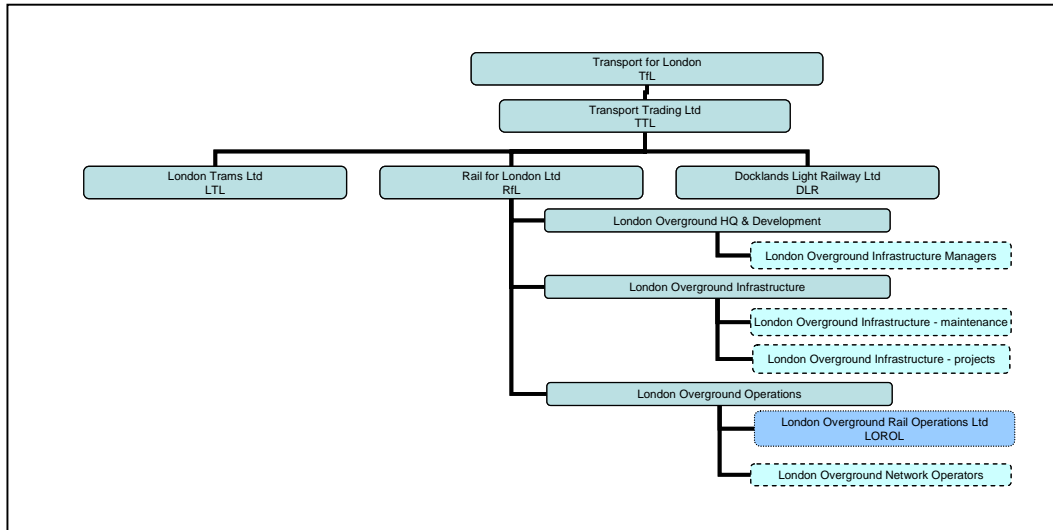 Transport for London
TfL
Transport Trading Ltd
TTL
London Trams Ltd
LTL
Rail for London Ltd
RfL
Docklands Light Railway Ltd
DLR
London Overground HQ & Development
London Overground Infrastructure Managers
London Overground Infrastructure
London Overground Infrastructure - maintenance
London Overground Infrastructure - projects
London Overground Operations
London Overground Rail Operations Ltd
LOROL
London Overground Network Operators